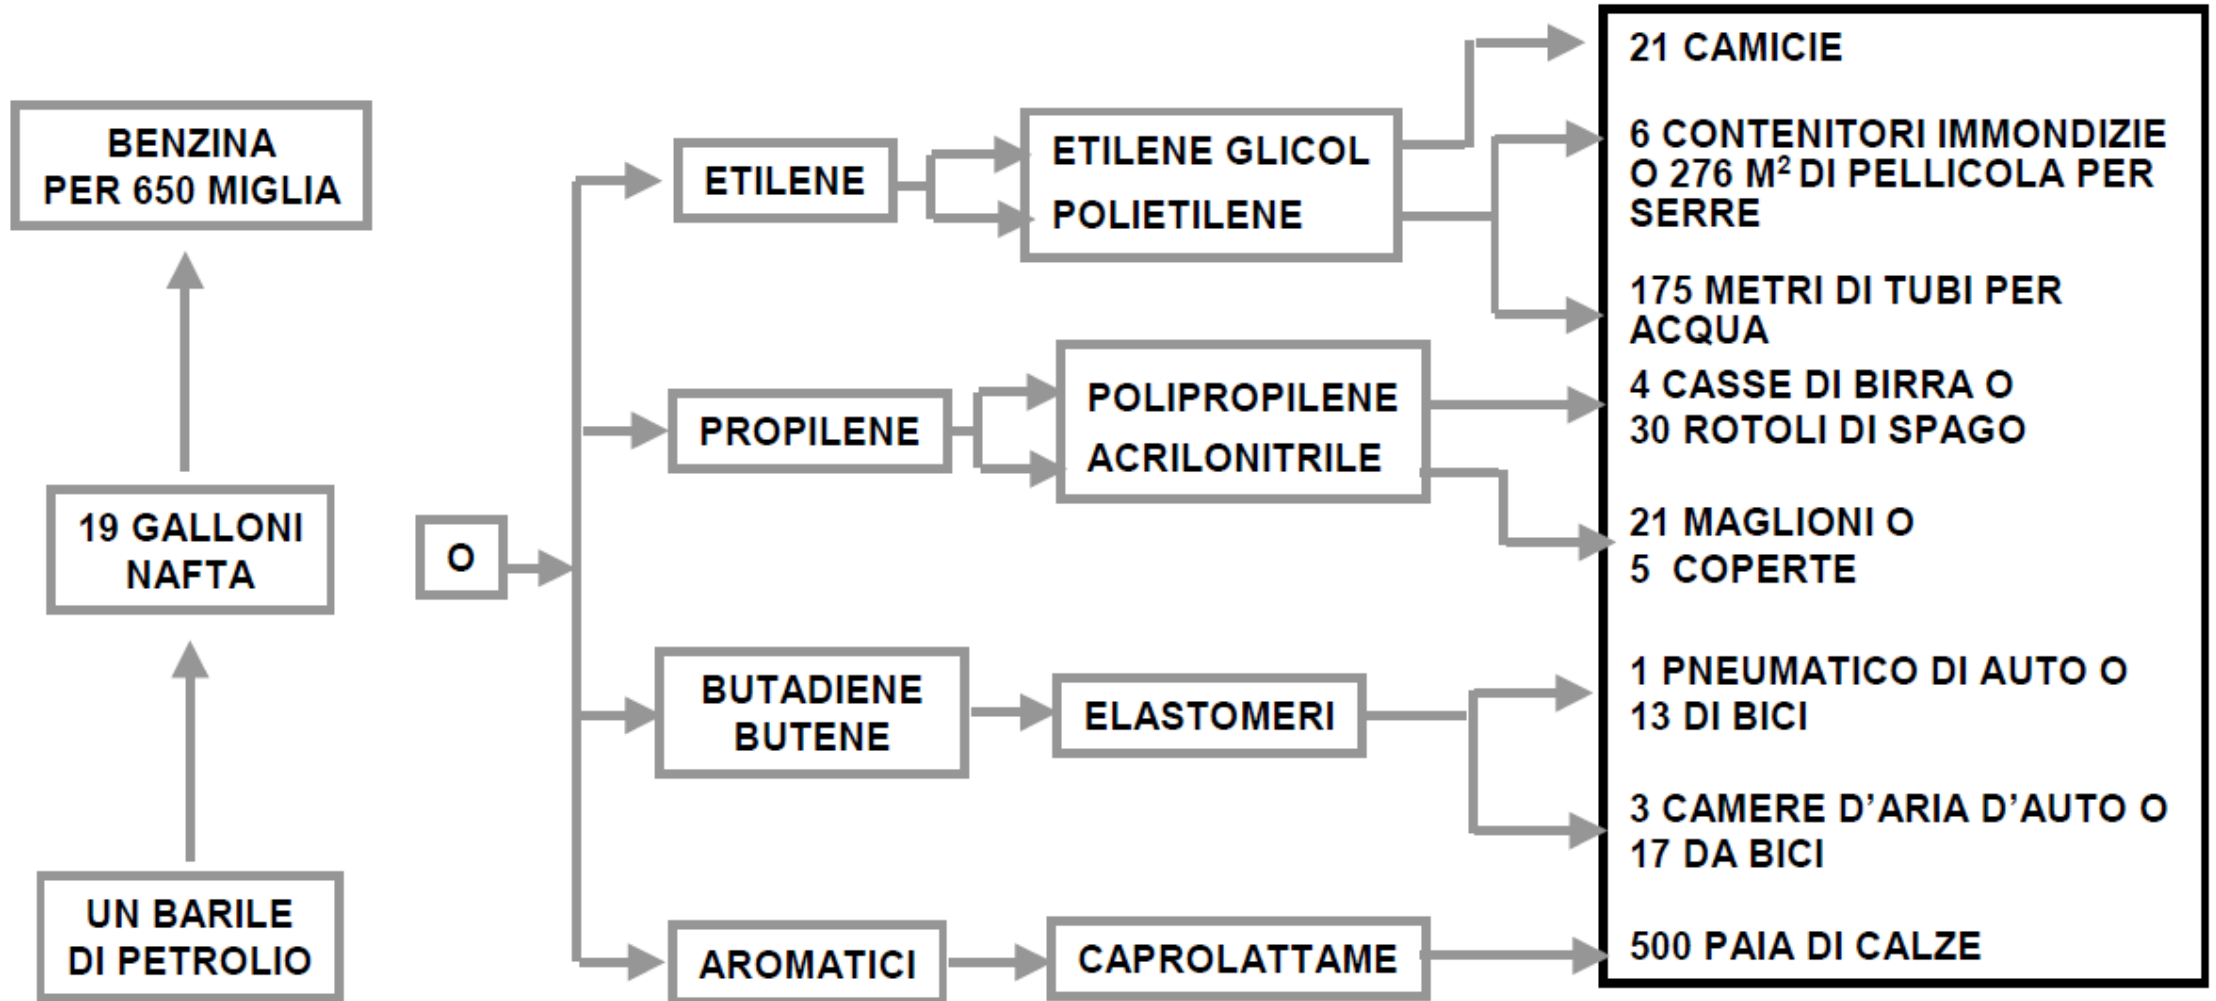 BENZINA
PER 650 MIGLIA
19 GALLONI
NAFTA
UN BARILE
DI PETROLIO
O
ETILENE
PROPILENE
BUTADIENE
BUTENE
AROMATICI
ETILENE GLICOL
POLIETILENE
POLIPROPILENE
ACRILONITRILE
ELASTOMERI
CAPROLATTAME
21 CAMICIE
6 CONTENITORI IMMONDIZIE
O 276 M² DI PELLICOLA PER
SERRE
175 METRI DI TUBI PER
ACQUA
4 CASSE DI BIRRA O
30 ROTOLI DI SPAGO
21 MAGLIONI O
5 COPERTE
1 PNEUMATICO DI AUTO O
13 DI BICI
3 CAMERE D’ARIA D’AUTO O
17 DA BICI
500 PAIA DI CALZE